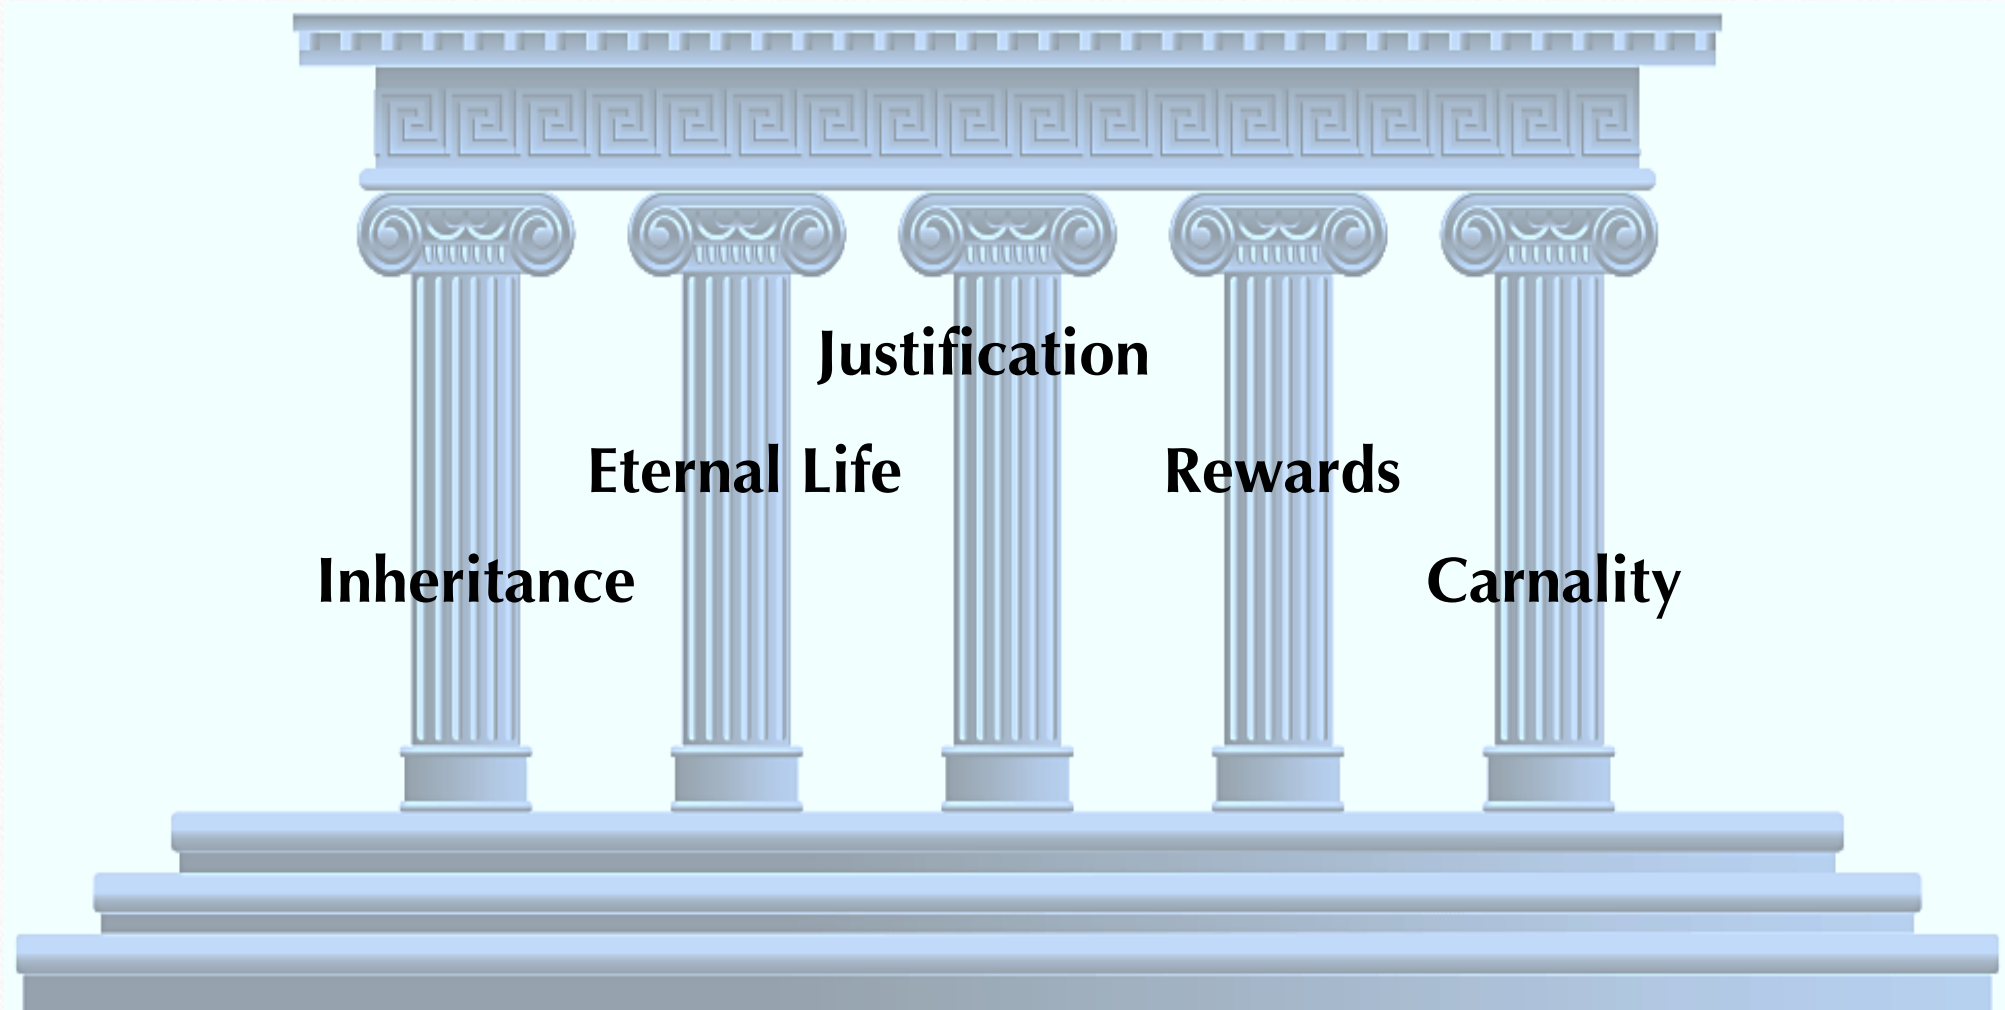 Justification
Eternal Life
Rewards
Inheritance
Carnality